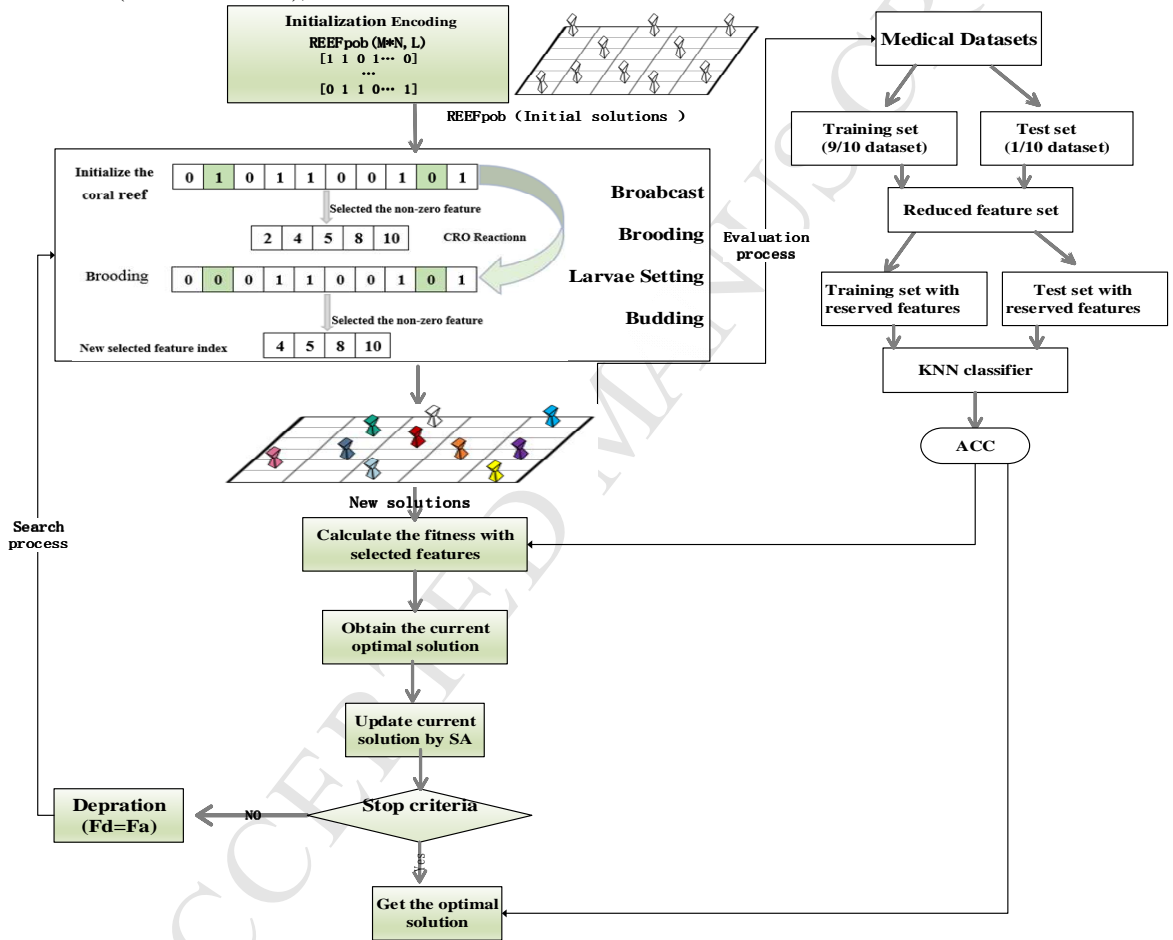 Initialization Encoding
REEFpob(M*N,L)
[1 1 0 1… 0]
…
[0 1 1 0… 1]
REEFpob (Initial solutions )
Initialize the
coral reef
0 1 0 1 1 0 0 1 0 1
Selected the non-zero feature
2 4 5 8 10
CRO Reactionn
Brooding
0 0 0 1 1 0 0 1 0 1
Selected the non-zero feature
New selected feature index
4 5 8 10
Broabcast
Brooding
Larvae Setting
Budding
Evaluation
process
Medical Datasets
Training set
(9/10 dataset)
Test set
(1/10 dataset)
Reduced feature set
Training set with
reserved features
Test set with
reserved features
KNN classifier
ACC
New solutions
Calculate the fitness with
selected features
Obtain the current
optimal solution
Update current
solution by SA
Stop criteria
NO
Depration
(Fd=Fa)
Search
process
Yes
Get the optimal
solution
CCEPTED MANUSC